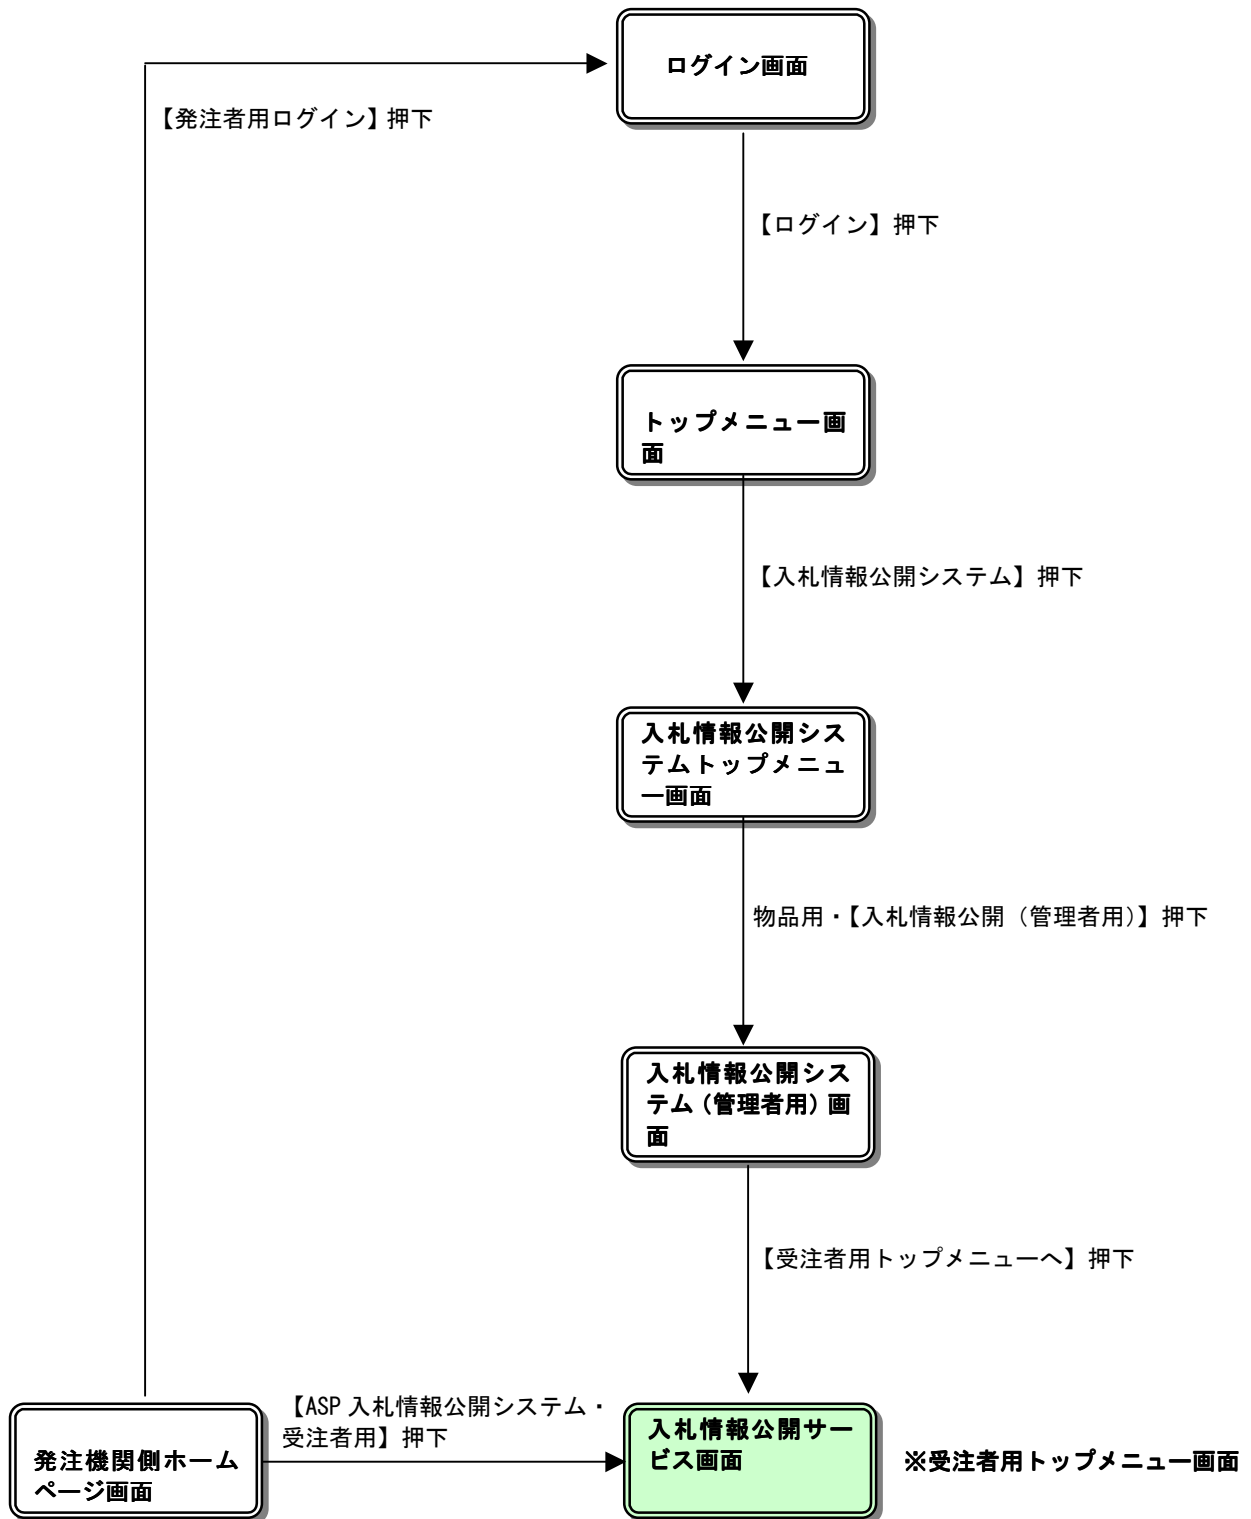 ログイン画面
【発注者用ログイン】押下
【ログイン】押下
トップメニュー画
面
【入札情報公開システム】押下
入札情報公開シス
テムトップメニュ
ー画面
物品用・【入札情報公開（管理者用）】押下
入札情報公開シス
テム（管理者用）画
面
【受注者用トップメニューへ】押下
【ASP 入札情報公開システム・
受注者用】押下
発注機関側ホーム
ページ画面
入札情報公開サー
ビス画面
※受注者用トップメニュー画面